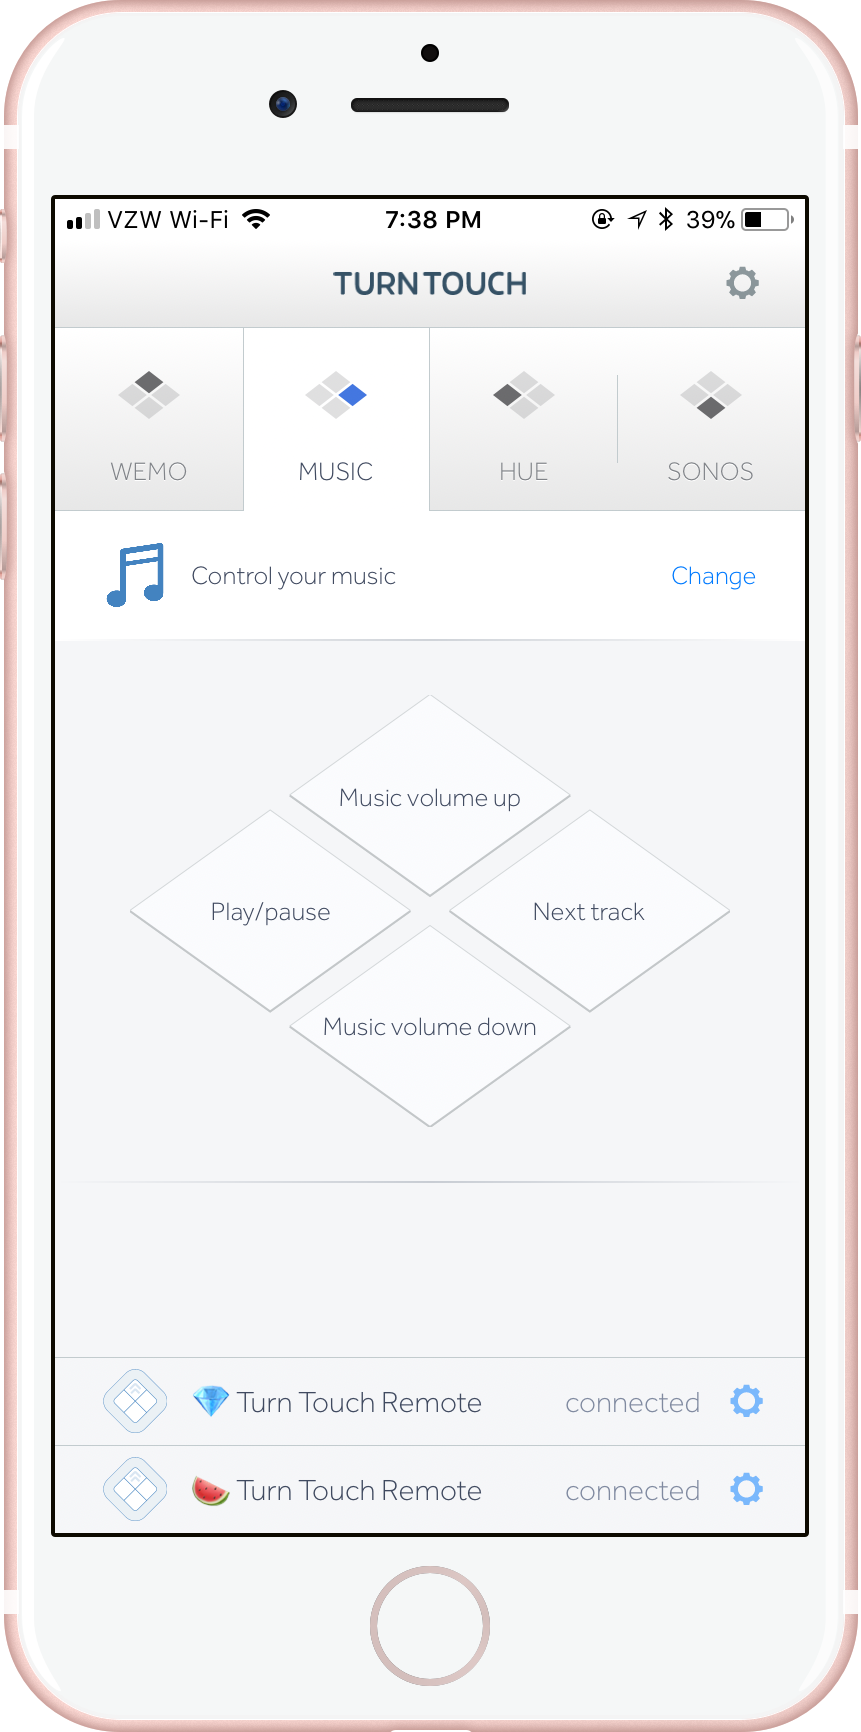 VZW Wi-Fi 7:38 PM 39%
TURN TOUCH
WEMO MUSIC HUE SONOS
Control your music Change
Music volume up
Play/pause Next track
Music volume down
💎 Turn Touch Remote connected
🍉 Turn Touch Remote connected